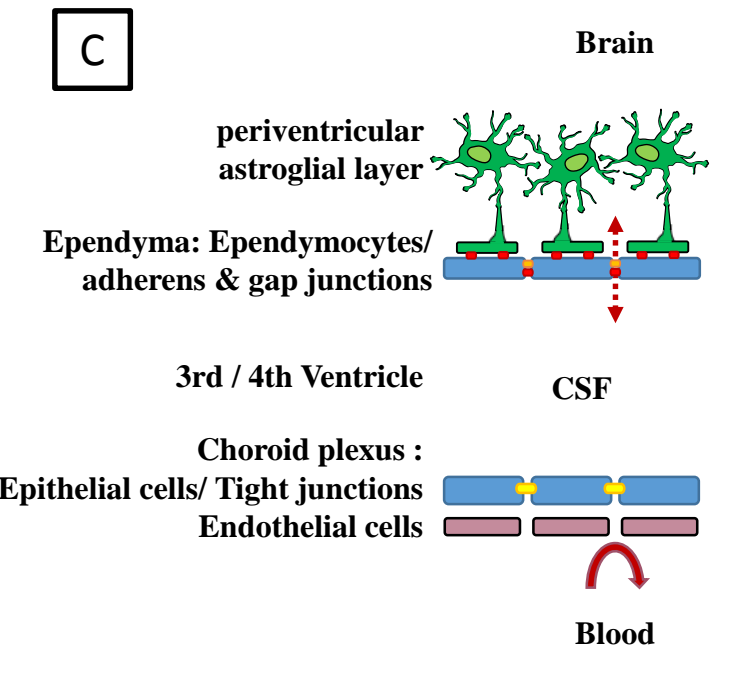 C
Brain
periventricular
astroglial layer
Ependyma: Ependymocytes/
adherens & gap junctions
3rd / 4th Ventricle
CSF
Choroid plexus :
Epithelial cells/ Tight junctions
Endothelial cells
Blood